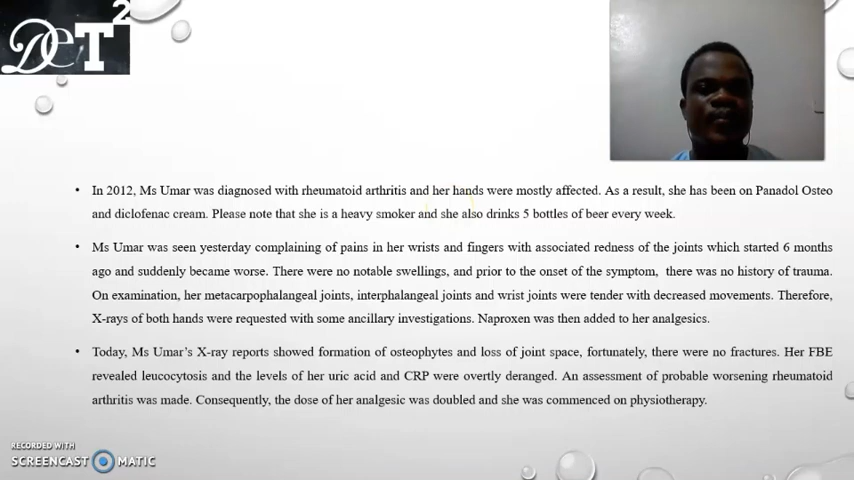 DeT2
• In 2012, Ms Umar was diagnosed with rheumatoid arthritis and her hands were mostly affected. As a result, she has been on Panadol Osteo
and diclofenac cream. Please note that she is a heavy smoker and she also drinks 5 bottles of beer every week.
• Ms Umar was seen yesterday complaining of pains in her wrists and fingers with associated redness of the joints which started 6 months
ago and suddenly became worse. There were no notable swellings, and prior to the onset of the symptom, there was no history of trauma.
On examination, her metacarpophalangeal joints, interphalangeal joints and wrist joints were tender with decreased movements. Therefore,
X-rays of both hands were requested with some ancillary investigations. Naproxen was then added to her analgesics.
• Today, Ms Umar's X-ray reports showed formation of osteophytes and loss of joint space, fortunately, there were no fractures. Her FBE
revealed leucocytosis and the levels of her uric acid and CRP were overtly deranged. An assessment of probable worsening rheumatoid
arthritis was made. Consequently, the dose of her analgesic was doubled and she was commenced on physiotherapy.
RECORDED WITH
SCREENCAST MATIC